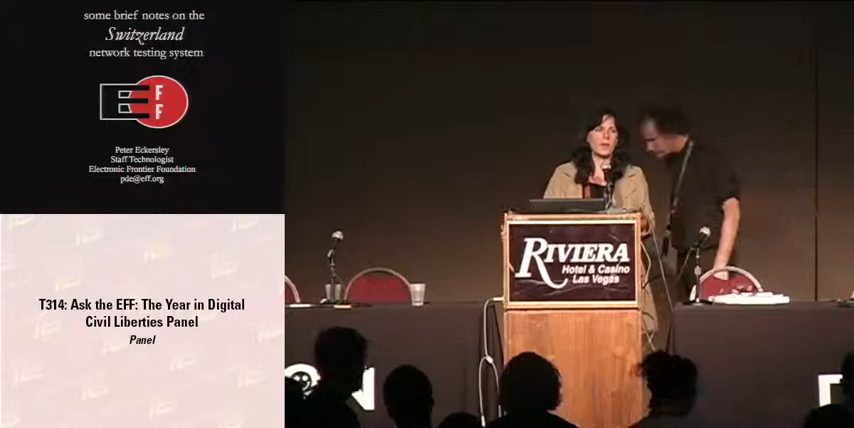 some brief notes on the
Switzerland
network testing system
EFF
Peter Eckersley
Staff Technologist
Electronic Frontier Foundation
pde@eff.org
T314: Ask the EFF: The Year in Digital
Civil Liberties Panel
Panel
RIVIERA
Hotel & Casino
Las Vegas